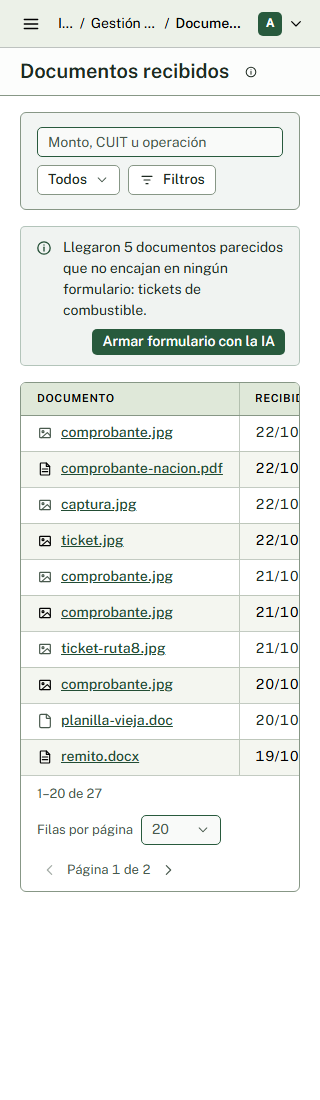 I... / Gestión ... / Docume... A
Documentos recibidos
Monto, CUIT u operación
Todos Filtros
Llegaron 5 documentos parecidos
que no encajan en ningún
formulario: tickets de
combustible.
Armar formulario con la IA
DOCUMENTO RECIBID
comprobante.jpg 22/10
comprobante-nacion.pdf 22/10
captura.jpg 22/10
ticket.jpg 22/10
comprobante.jpg 21/10
comprobante.jpg 21/10
ticket-ruta8.jpg 21/10
comprobante.jpg 20/10
planilla-vieja.doc 20/10
remito.docx 19/10
1–20 de 27
Filas por página 20
Página 1 de 2